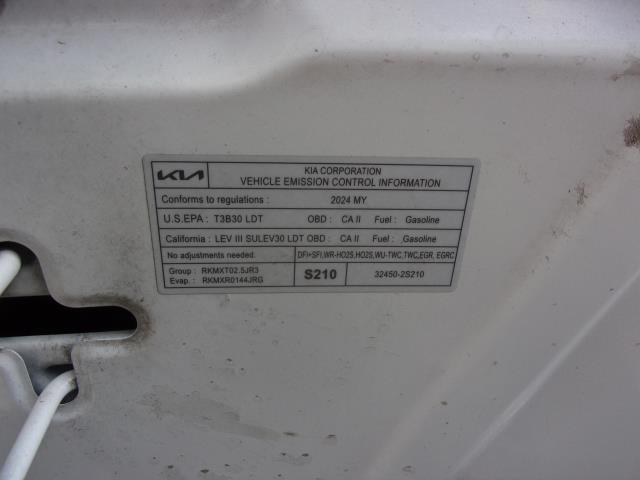 KIA
KIA CORPORATION
VEHICLE EMISSION CONTROL INFORMATION
Conforms to regulations : 2024 MY
U.S.EPA : T3B30 LDT OBD : CA II Fuel : Gasoline
California : LEV III SULEV30 LDT OBD : CA II Fuel : Gasoline
No adjustments needed. DFI+SFI,WR-HO2S,HO2S,WU-TWC,TWC,EGR, EGRC
Group : RKMXT02.5JR3
Evap. : RKMXR0144JRG
S210
32450-2S210